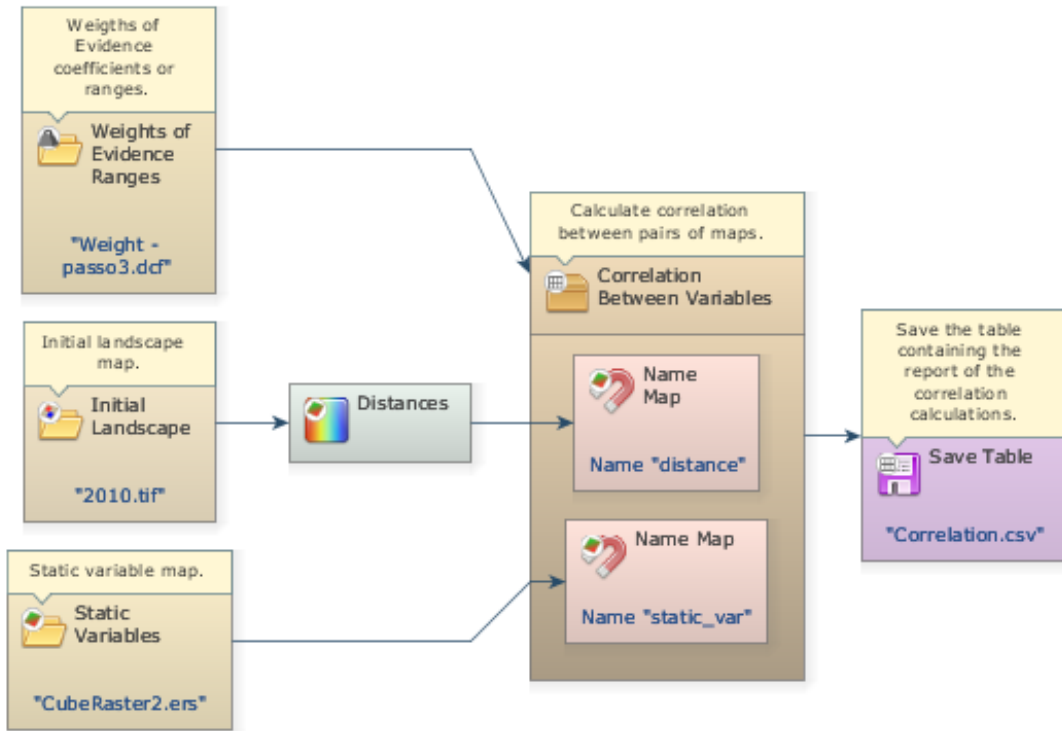 Weigths of
Evidence
coefficients or
ranges.
Weights of
Evidence
Ranges
"Weight -
passo3.dcf"
Initial landscape
map.
Initial
Landscape
"2010.tif"
Distances
Static variable map.
Static
Variables
"CubeRaster2.ers"
Calculate correlation
between pairs of maps.
Correlation
Between Variables
Name
Map
Name "distance"
Name Map
Name "static_var"
Save the table
containing the
report of the
correlation
calculations.
Save Table
"Correlation.csv"